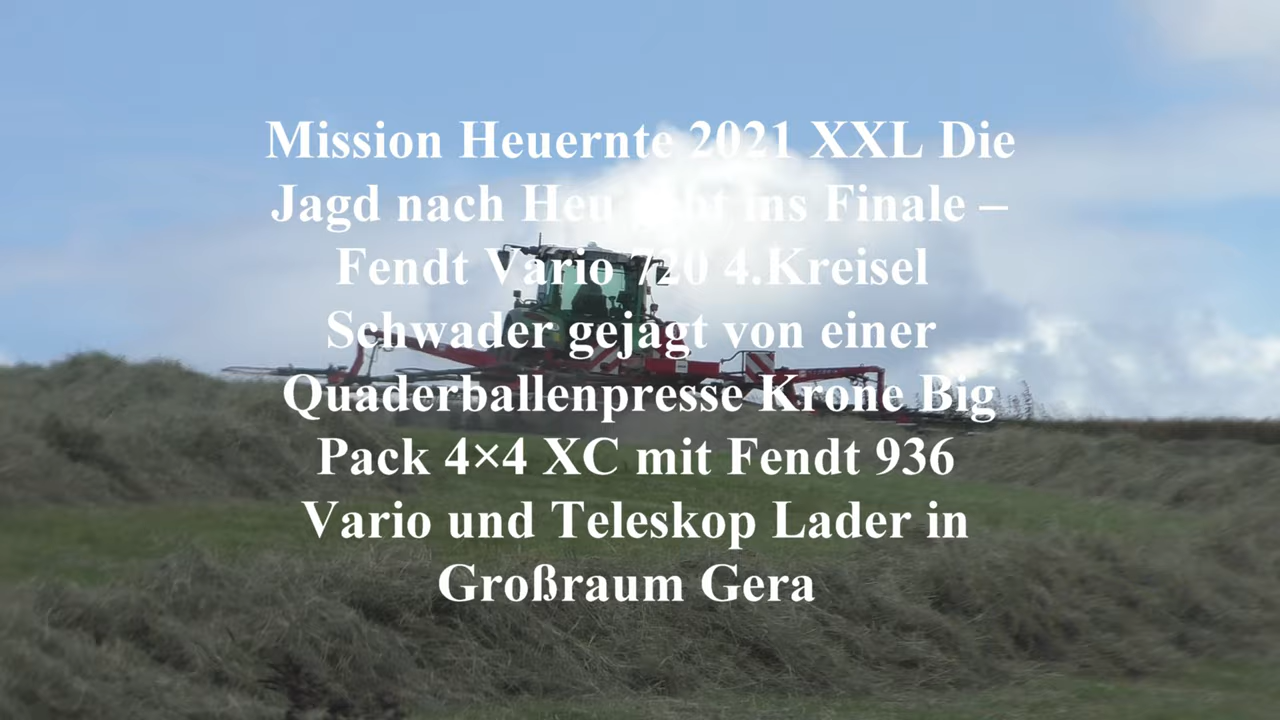 Mission Heuernte 2021 XXL Die
Jagd nach Heu geht ins Finale –
Fendt Vario 720 4.Kreisel
Schwader gejagt von einer
Quaderballenpresse Krone Big
Pack 4×4 XC mit Fendt 936
Vario und Teleskop Lader in
Großraum Gera